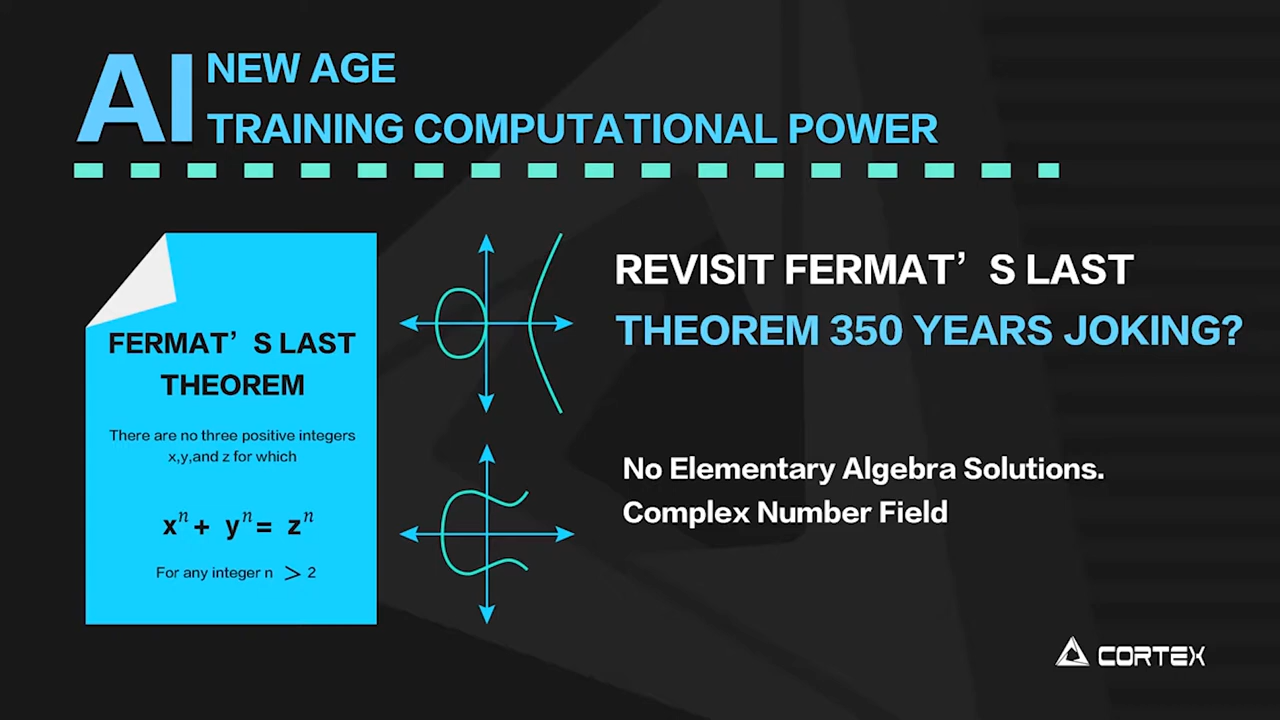 AI NEW AGE
TRAINING COMPUTATIONAL POWER
FERMAT’S LAST
THEOREM
There are no three positive integers
x,y,and z for which
xⁿ+ yⁿ= zⁿ
For any integer n > 2
REVISIT FERMAT’S LAST
THEOREM 350 YEARS JOKING?
No Elementary Algebra Solutions.
Complex Number Field
CORTEX